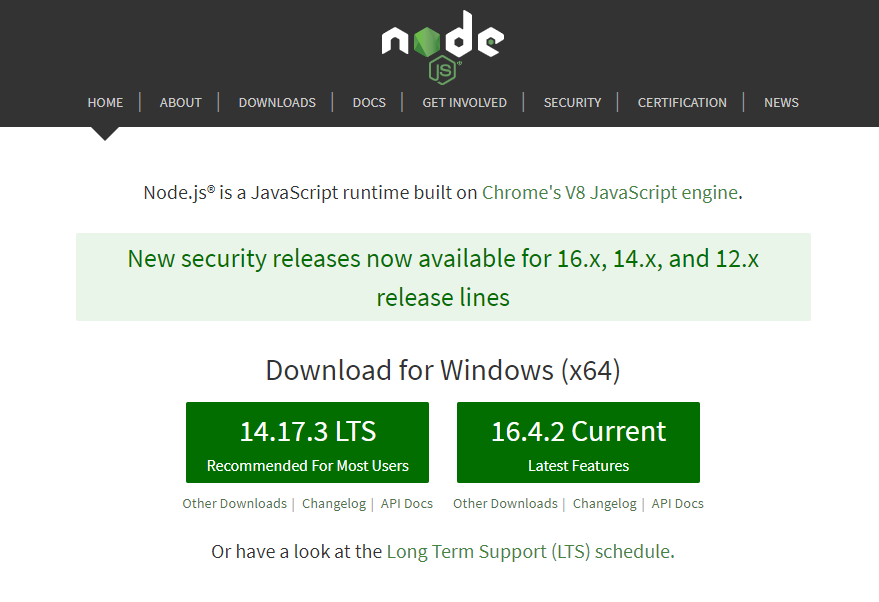 node
JS
HOME | ABOUT | DOWNLOADS | DOCS | GET INVOLVED | SECURITY | CERTIFICATION | NEWS
Node.js® is a JavaScript runtime built on Chrome's V8 JavaScript engine.
New security releases now available for 16.x, 14.x, and 12.x
release lines
Download for Windows (x64)
14.17.3 LTS
Recommended For Most Users
16.4.2 Current
Latest Features
Other Downloads | Changelog | API Docs
Other Downloads | Changelog | API Docs
Or have a look at the Long Term Support (LTS) schedule.